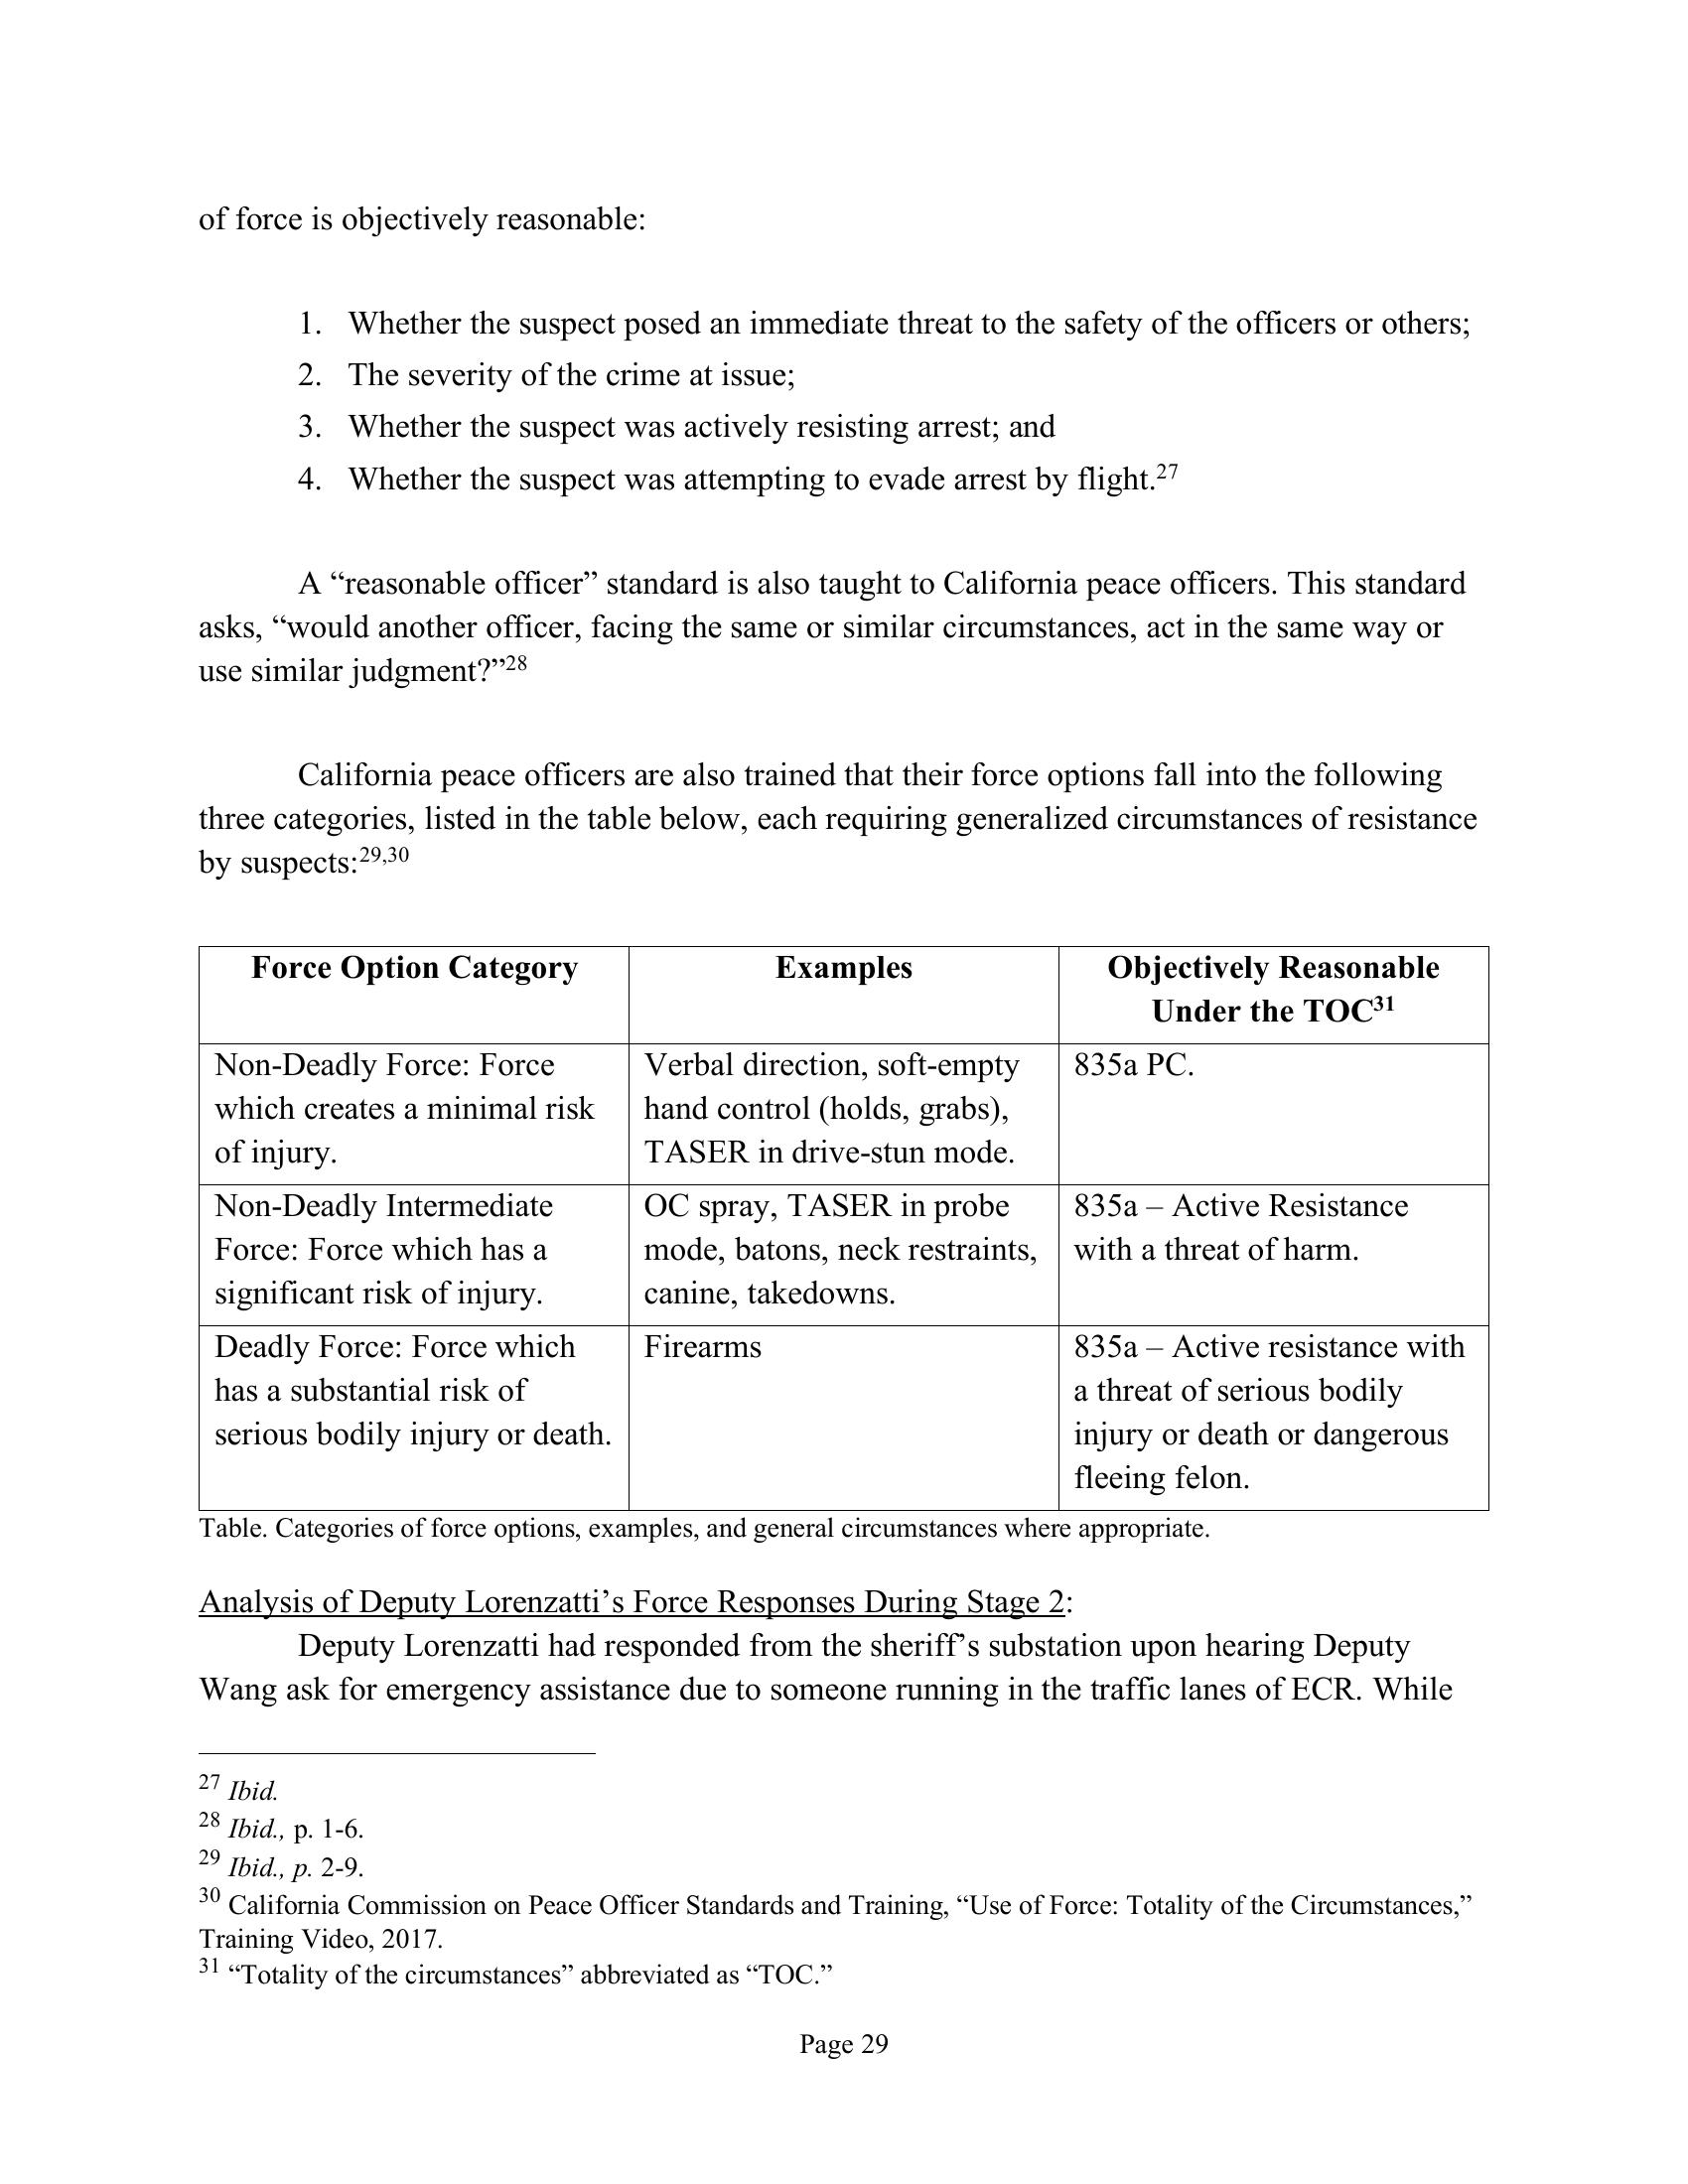 of force is objectively reasonable:
1. Whether the suspect posed an immediate threat to the safety of the officers or others;
2. The severity of the crime at issue;
3. Whether the suspect was actively resisting arrest; and
4. Whether the suspect was attempting to evade arrest by flight.27
A “reasonable officer” standard is also taught to California peace officers. This standard
asks, “would another officer, facing the same or similar circumstances, act in the same way or
use similar judgment?”28
California peace officers are also trained that their force options fall into the following
three categories, listed in the table below, each requiring generalized circumstances of resistance
by suspects:29,30
Force Option Category
Examples
Objectively Reasonable
Under the TOC31
Non-Deadly Force: Force
which creates a minimal risk
of injury.
Verbal direction, soft-empty
hand control (holds, grabs),
TASER in drive-stun mode.
835a PC.
Non-Deadly Intermediate
Force: Force which has a
significant risk of injury.
OC spray, TASER in probe
mode, batons, neck restraints,
canine, takedowns.
835a – Active Resistance
with a threat of harm.
Deadly Force: Force which
has a substantial risk of
serious bodily injury or death.
Firearms
835a – Active resistance with
a threat of serious bodily
injury or death or dangerous
fleeing felon.
Table. Categories of force options, examples, and general circumstances where appropriate.
Analysis of Deputy Lorenzatti’s Force Responses During Stage 2:
Deputy Lorenzatti had responded from the sheriff’s substation upon hearing Deputy
Wang ask for emergency assistance due to someone running in the traffic lanes of ECR. While
27 Ibid.
28 Ibid., p. 1-6.
29 Ibid., p. 2-9.
30 California Commission on Peace Officer Standards and Training, “Use of Force: Totality of the Circumstances,”
Training Video, 2017.
31 “Totality of the circumstances” abbreviated as “TOC.”
Page 29